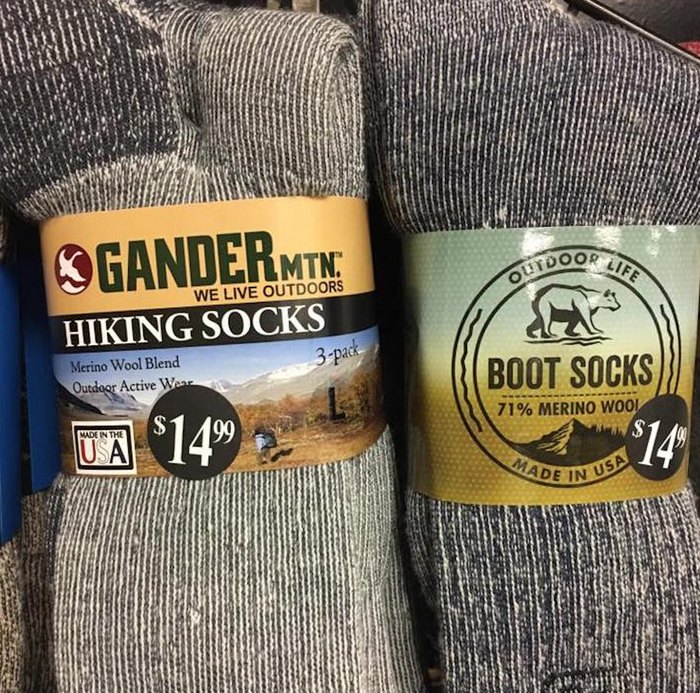 GANDER MTN.™
WE LIVE OUTDOORS
HIKING SOCKS
Merino Wool Blend
3-pack
Outdoor Active Wear
L
MADE IN THE
USA
$14.99
OUTDOOR LIFE
BOOT SOCKS
71% MERINO WOOL
MADE IN USA
$14.99